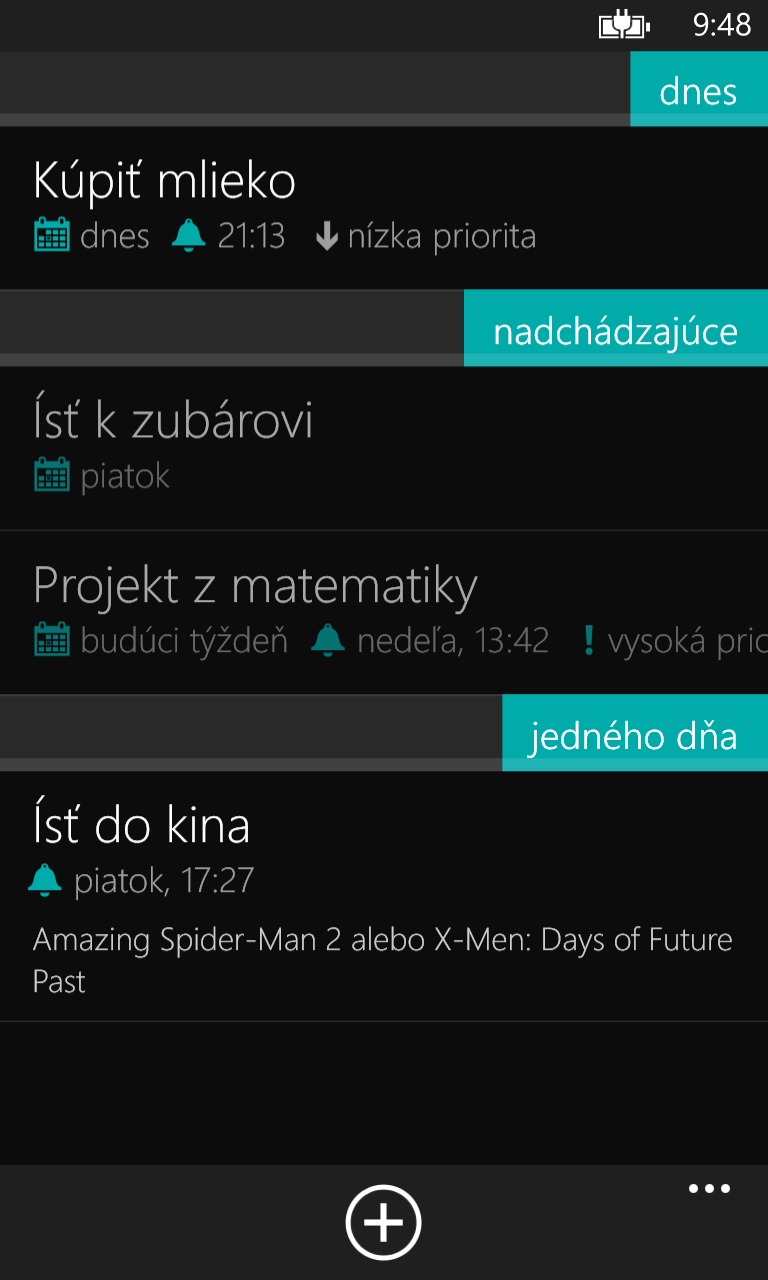 9:48
dnes
Kúpiť mlieko
dnes 21:13 nízka priorita
nadchádzajúce
Ísť k zubárovi
piatok
Projekt z matematiky
budúci týždeň nedeľa, 13:42 vysoká prio
jedného dňa
Ísť do kina
piatok, 17:27
Amazing Spider-Man 2 alebo X-Men: Days of Future
Past